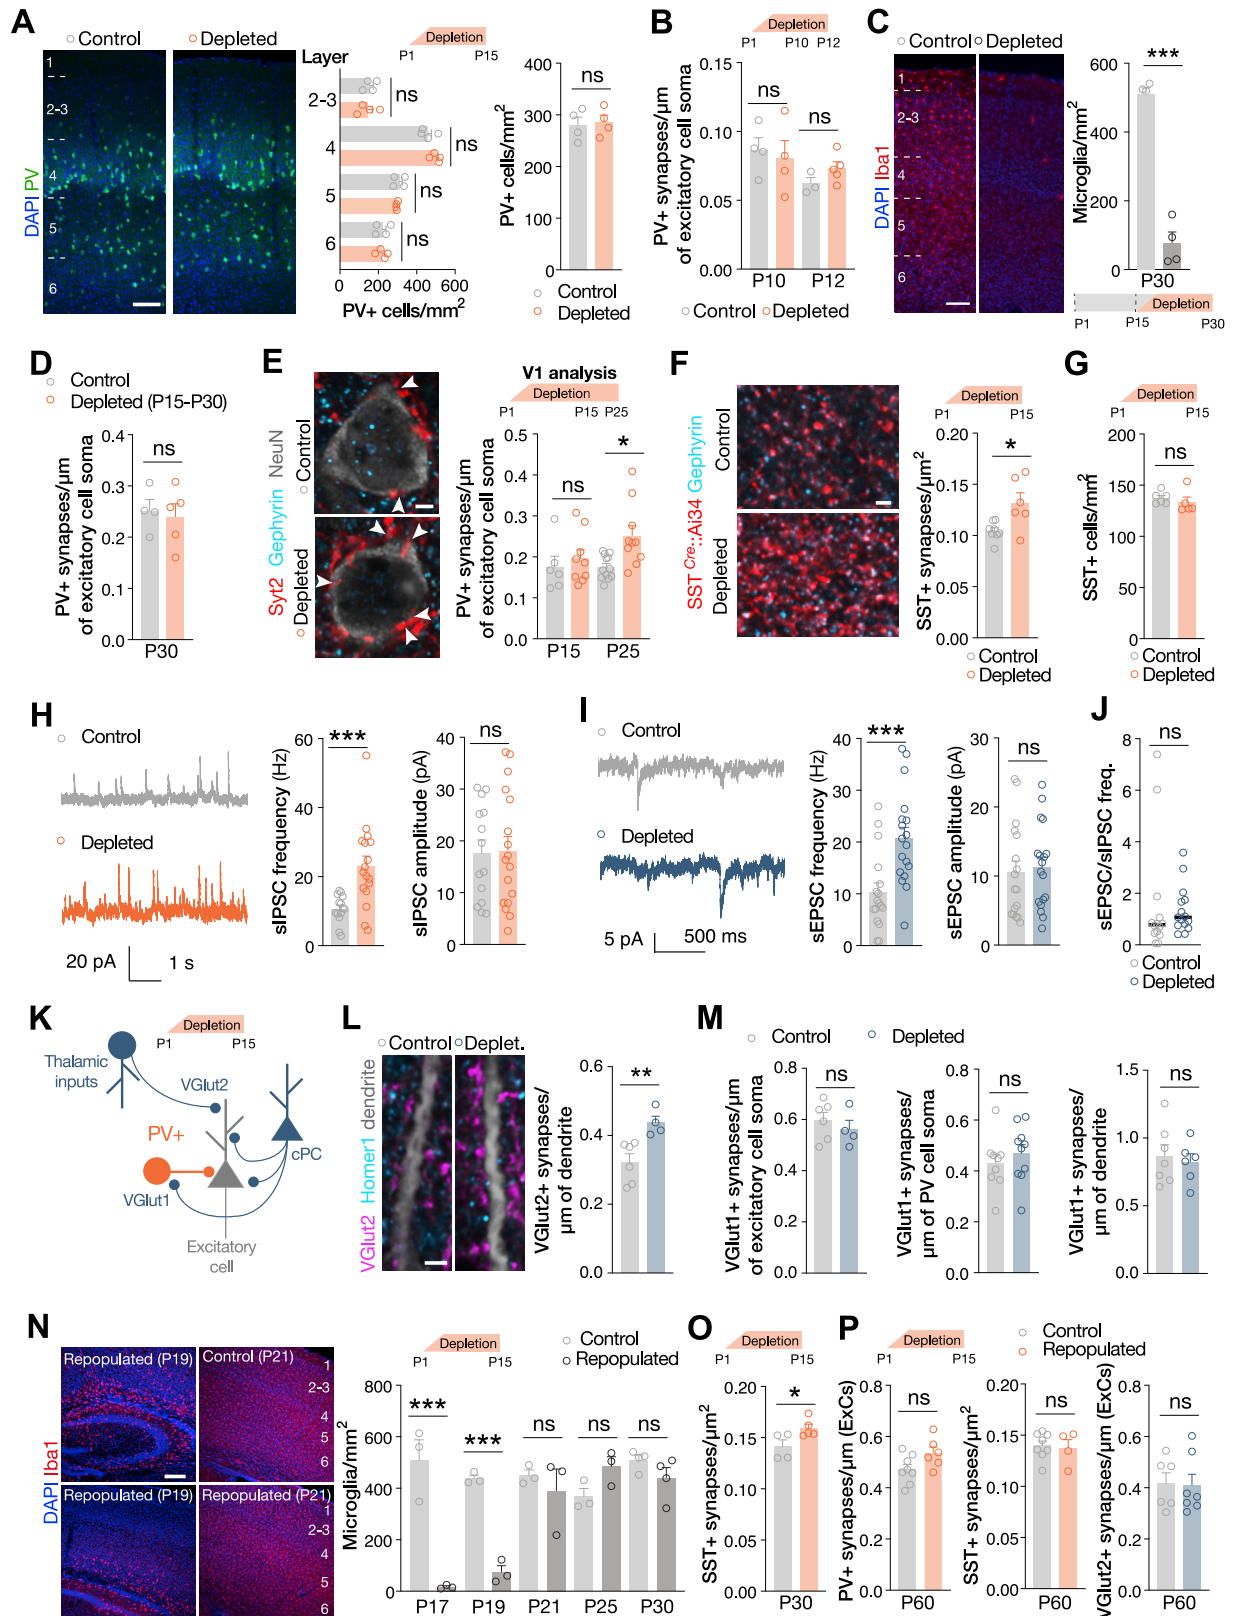 A
Control
Depleted
Depletion
P1
P15
Layer
DAPI PV
1
2-3
4
5
6
2-3
4
5
6
ns
ns
ns
ns
0 200 400 600
PV+ cells/mm²
PV+ cells/mm²
400
300
200
100
0
ns
Control
Depleted
B
Depletion
P1
P10 P12
PV+ synapses/µm
of excitatory cell soma
0.15
0.10
0.05
0.00
ns
ns
P10 P12
Control Depleted
C
Control Depleted
DAPI Iba1
1
2-3
4
5
6
Microglia/mm²
600
400
200
0
***
P30
Depletion
P1
P15
P30
D
Control
Depleted (P15-P30)
PV+ synapses/µm
of excitatory cell soma
0.4
0.3
0.2
0.1
0.0
ns
P30
E
Syt2 Gephyrin NeuN
Control
Depleted
V1 analysis
Depletion
P1
P15 P25
PV+ synapses/µm
of excitatory cell soma
0.5
0.4
0.3
0.2
0.1
0.0
ns
*
P15 P25
F
SST Cre::Ai34 Gephyrin
Control
Depleted
Depletion
P1
P15
SST+ synapses/µm²
0.20
0.15
0.10
0.05
0.00
*
Control
Depleted
G
Depletion
P1
P15
SST+ cells/mm²
200
150
100
50
0
ns
Control
Depleted
H
Control
Depleted
20 pA
1 s
sIPSC frequency (Hz)
60
40
20
0
***
sIPSC amplitude (pA)
40
30
20
10
0
ns
I
Control
Depleted
5 pA
500 ms
sEPSC frequency (Hz)
40
30
20
10
0
***
sEPSC amplitude (pA)
30
20
10
0
ns
J
sEPSC/sIPSC freq.
8
6
4
2
0
ns
Control
Depleted
K
Depletion
P1
P15
Thalamic
inputs
VGlut2
PV+
cPC
VGlut1
Excitatory
cell
L
Control Deplet.
VGlut2 Homer1 dendrite
VGlut2+ synapses/
µm of dendrite
0.6
0.4
0.2
0.0
**
M
Control
Depleted
VGlut1+ synapses/µm
of excitatory cell soma
0.8
0.6
0.4
0.2
0.0
ns
VGlut1+ synapses/
µm of PV cell soma
0.8
0.6
0.4
0.2
0.0
ns
VGlut1+ synapses/
µm of dendrite
1.5
1.0
0.5
0.0
ns
N
DAPI Iba1
Repopulated (P19)
Control (P21)
1
2-3
4
5
6
Repopulated (P19)
Repopulated (P21)
1
2-3
4
5
6
Depletion
P1
P15
Control
Repopulated
Microglia/mm²
800
600
400
200
0
***
***
ns
ns
ns
P17 P19 P21 P25 P30
O
Depletion
P1
P15
SST+ synapses/µm²
0.20
0.15
0.10
0.05
0.00
*
P30
P
Depletion
P1
P15
Control
Repopulated
PV+ synapses/µm (ExCs)
0.8
0.6
0.4
0.2
0.0
ns
P60
SST+ synapses/µm²
0.20
0.15
0.10
0.05
0.00
ns
P60
VGlut2+ synapses/µm (ExCs)
0.8
0.6
0.4
0.2
0.0
ns
P60